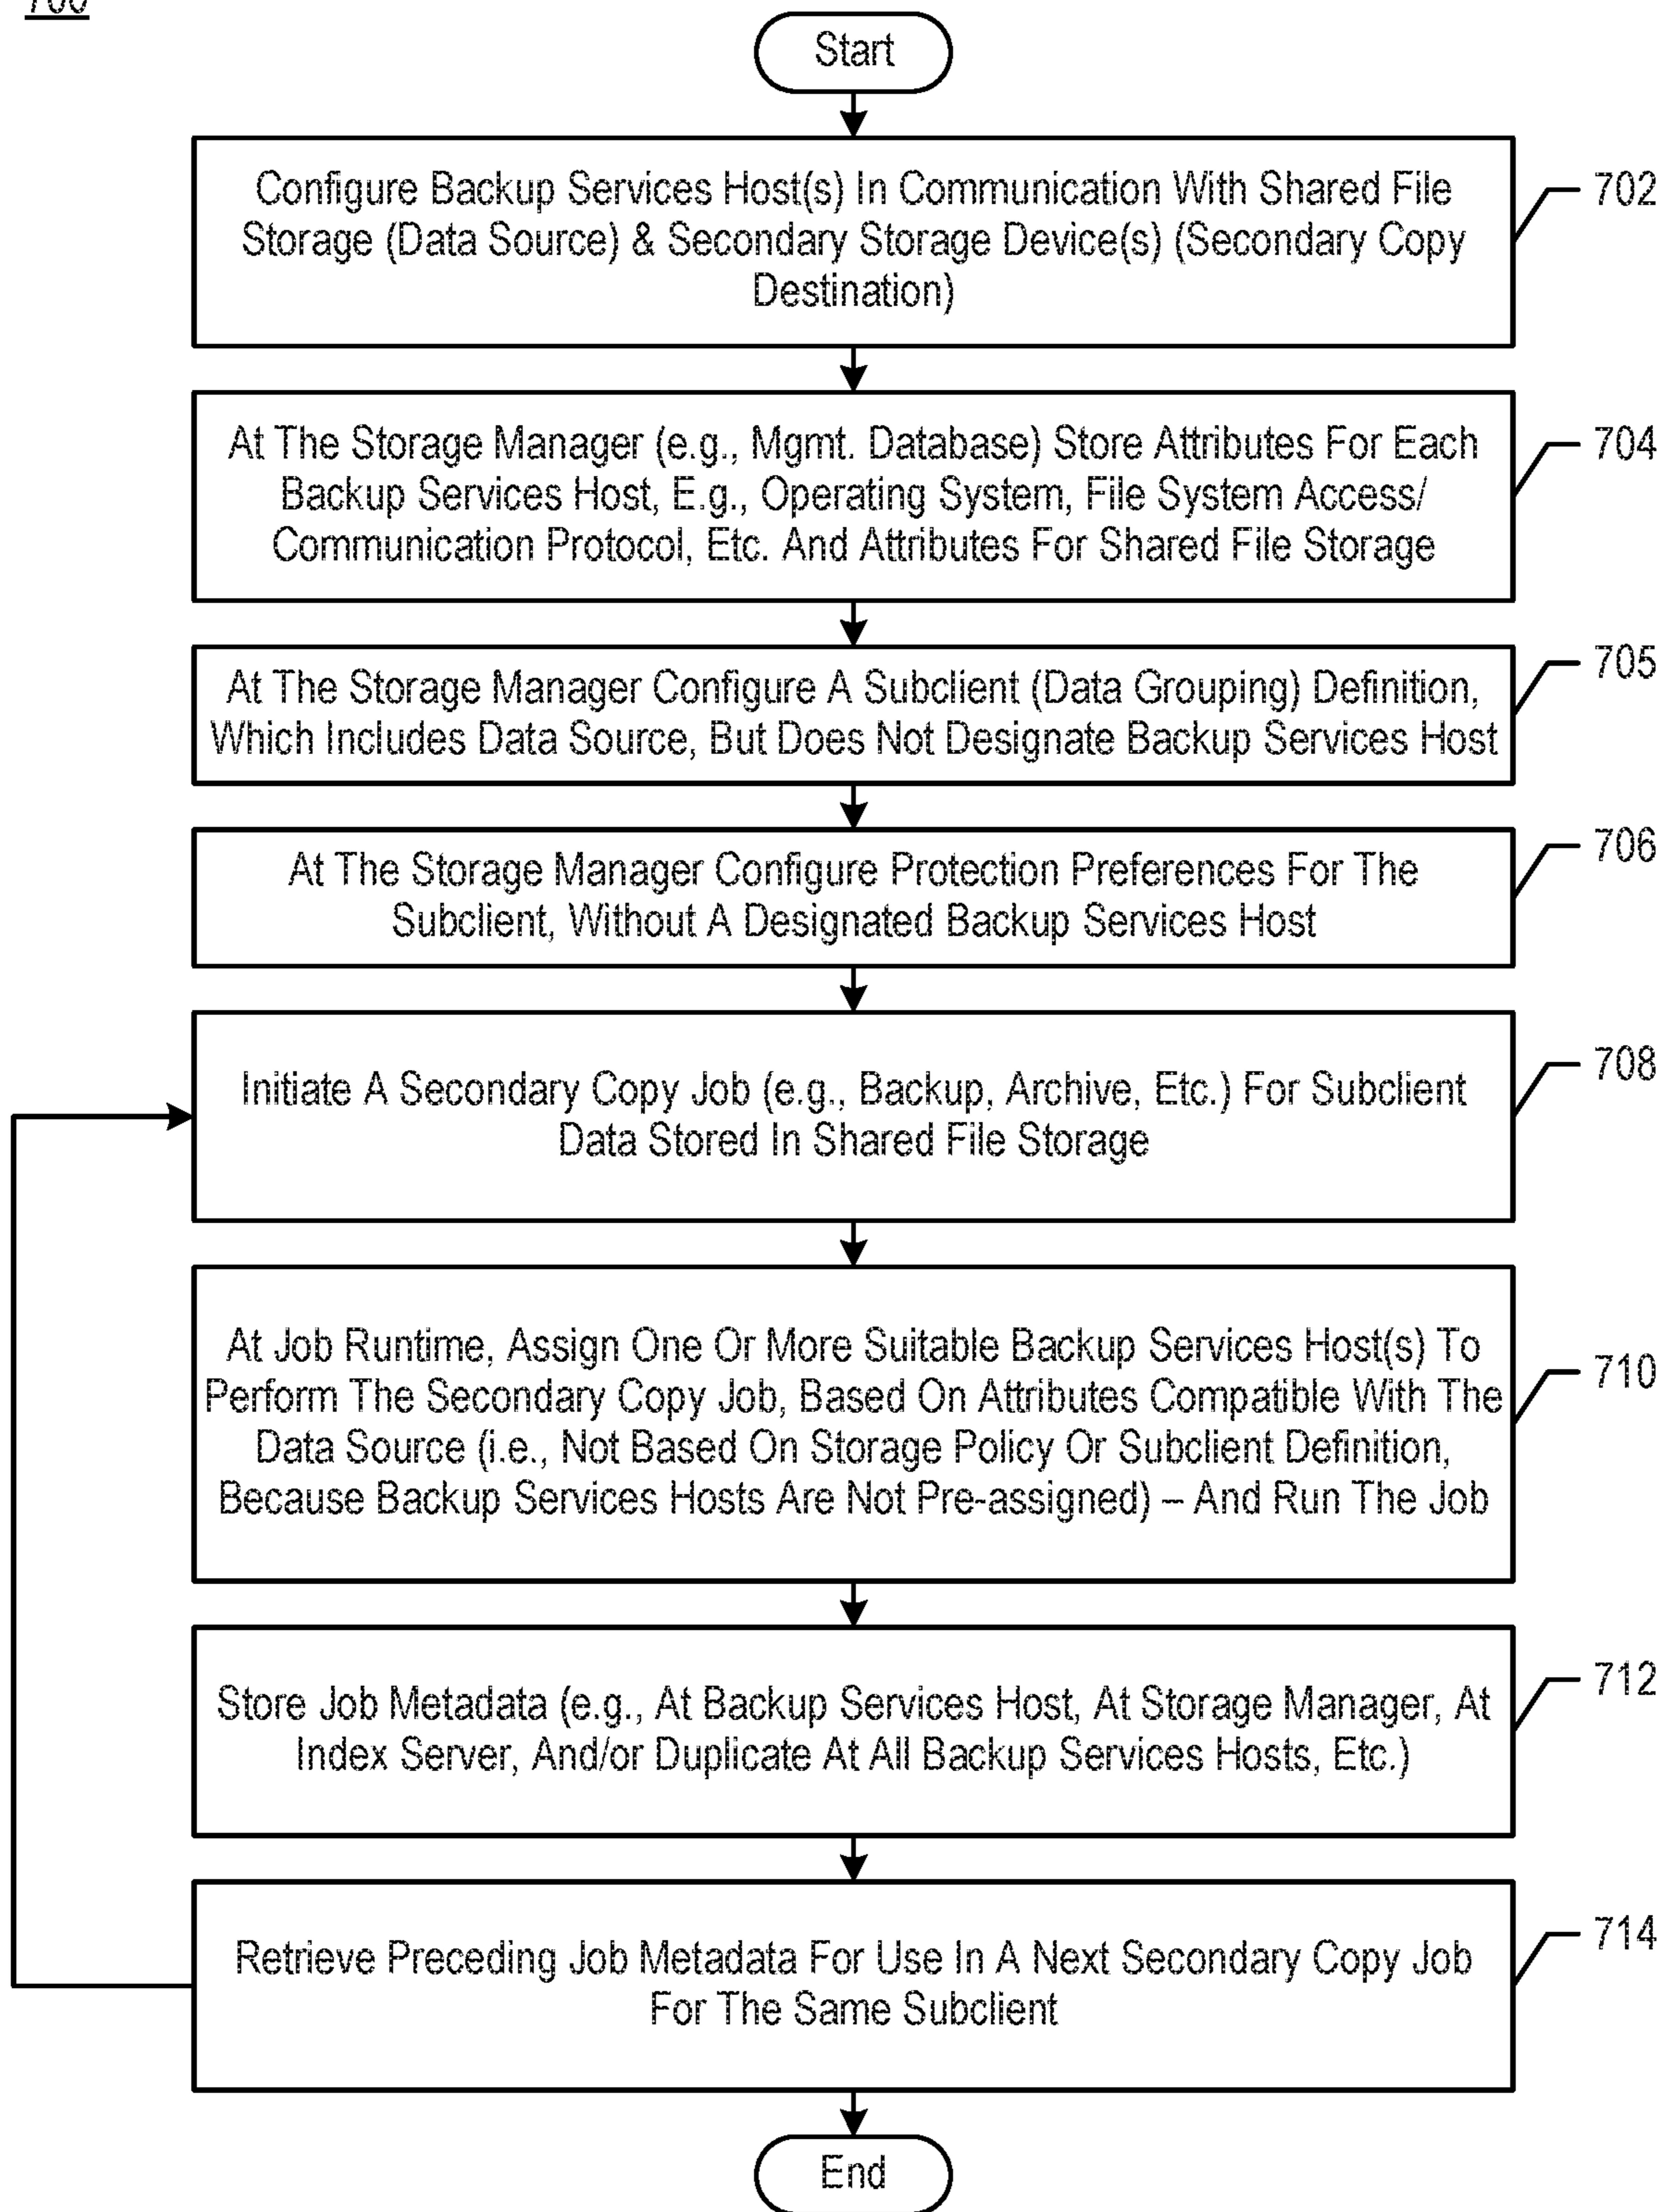 700
Start
Configure Backup Services Host(s) In Communication With Shared File
Storage (Data Source) & Secondary Storage Device(s) (Secondary Copy
Destination)
702
At The Storage Manager (e.g., Mgmt. Database) Store Attributes For Each
Backup Services Host, E.g., Operating System, File System Access/
Communication Protocol, Etc. And Attributes For Shared File Storage
704
At The Storage Manager Configure A Subclient (Data Grouping) Definition,
Which Includes Data Source, But Does Not Designate Backup Services Host
705
At The Storage Manager Configure Protection Preferences For The
Subclient, Without A Designated Backup Services Host
706
Initiate A Secondary Copy Job (e.g., Backup, Archive, Etc.) For Subclient
Data Stored In Shared File Storage
708
At Job Runtime, Assign One Or More Suitable Backup Services Host(s) To
Perform The Secondary Copy Job, Based On Attributes Compatible With The
Data Source (i.e., Not Based On Storage Policy Or Subclient Definition,
Because Backup Services Hosts Are Not Pre-assigned) – And Run The Job
710
Store Job Metadata (e.g., At Backup Services Host, At Storage Manager, At
Index Server, And/or Duplicate At All Backup Services Hosts, Etc.)
712
Retrieve Preceding Job Metadata For Use In A Next Secondary Copy Job
For The Same Subclient
714
End